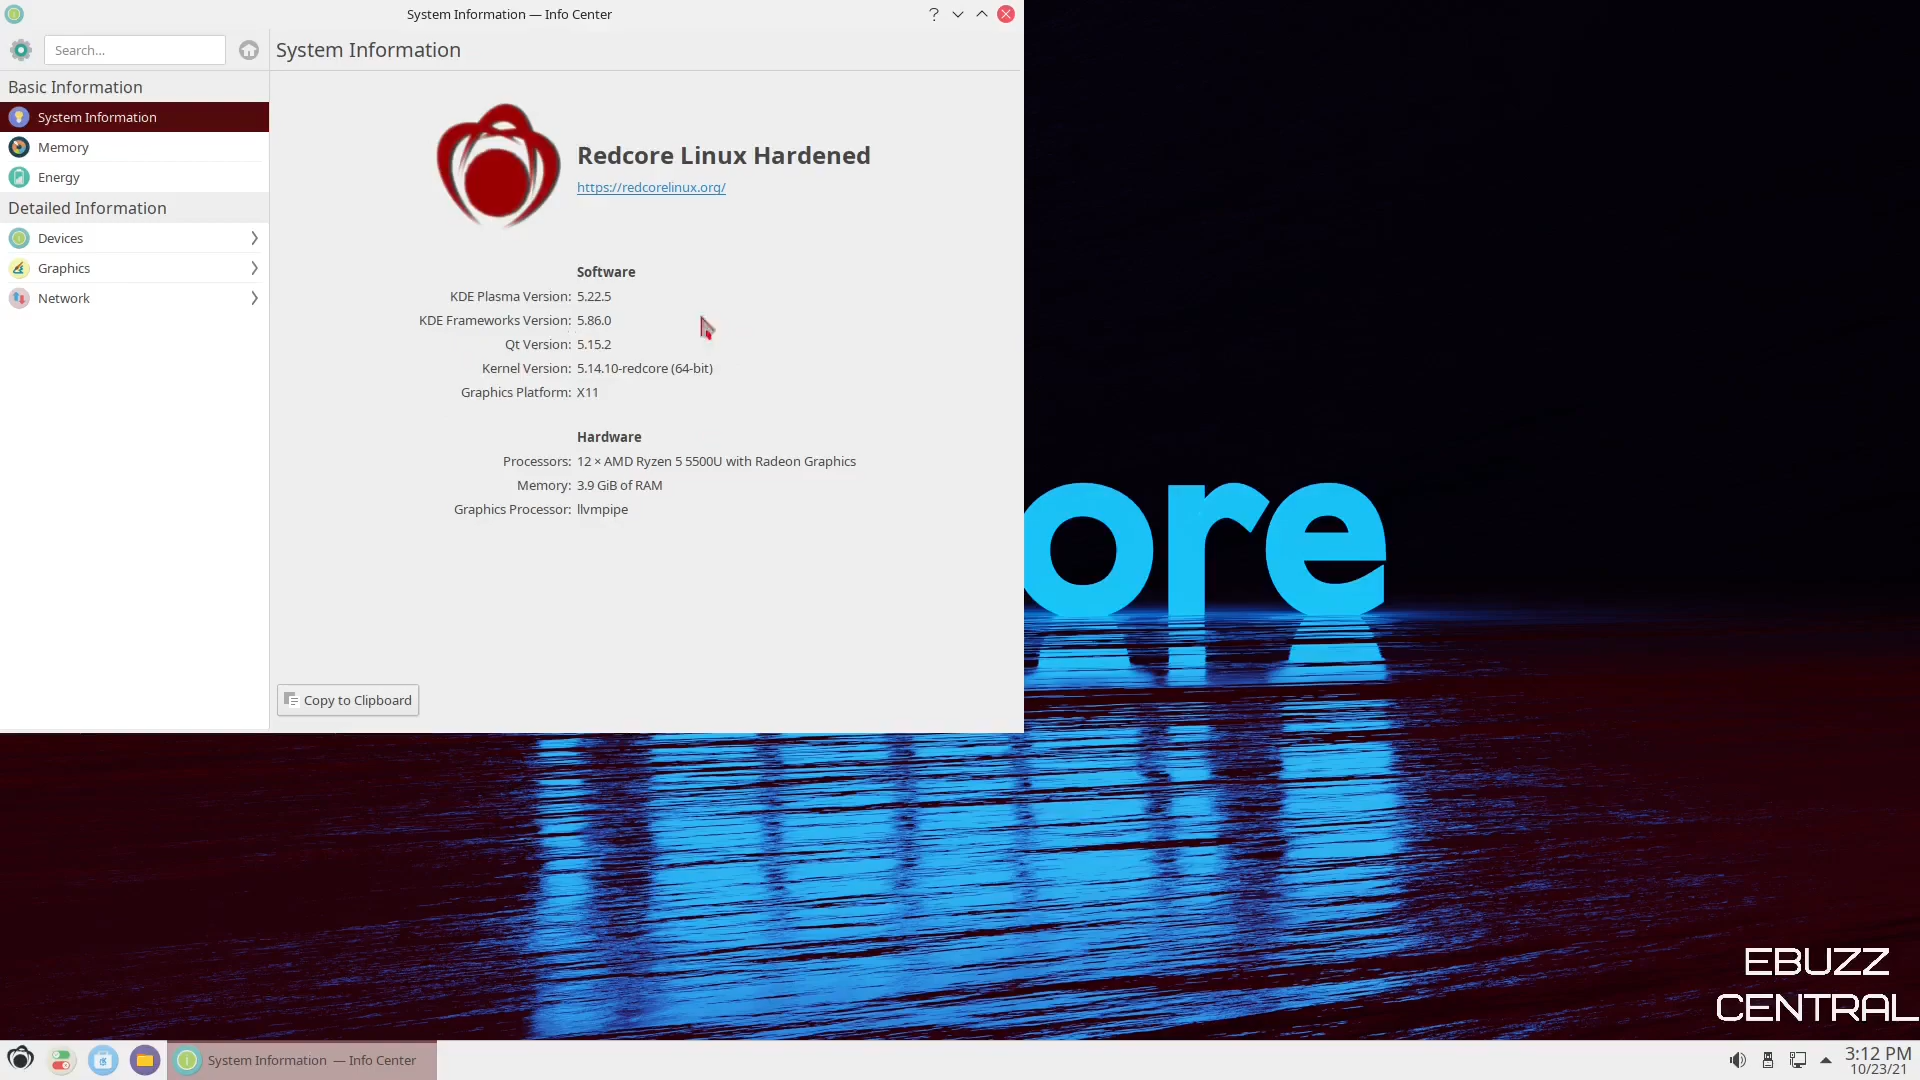 System Information — Info Center
Search...
System Information
Basic Information
System Information
Memory
Energy
Detailed Information
Devices
Graphics
Network
Redcore Linux Hardened
https://redcorelinux.org/
Software
KDE Plasma Version: 5.22.5
KDE Frameworks Version: 5.86.0
Qt Version: 5.15.2
Kernel Version: 5.14.10-redcore (64-bit)
Graphics Platform: X11
Hardware
Processors: 12 × AMD Ryzen 5 5500U with Radeon Graphics
Memory: 3.9 GiB of RAM
Graphics Processor: llvmpipe
Copy to Clipboard
ore
EBUZZ
CENTRAL
System Information — Info Center
3:12 PM
10/23/21